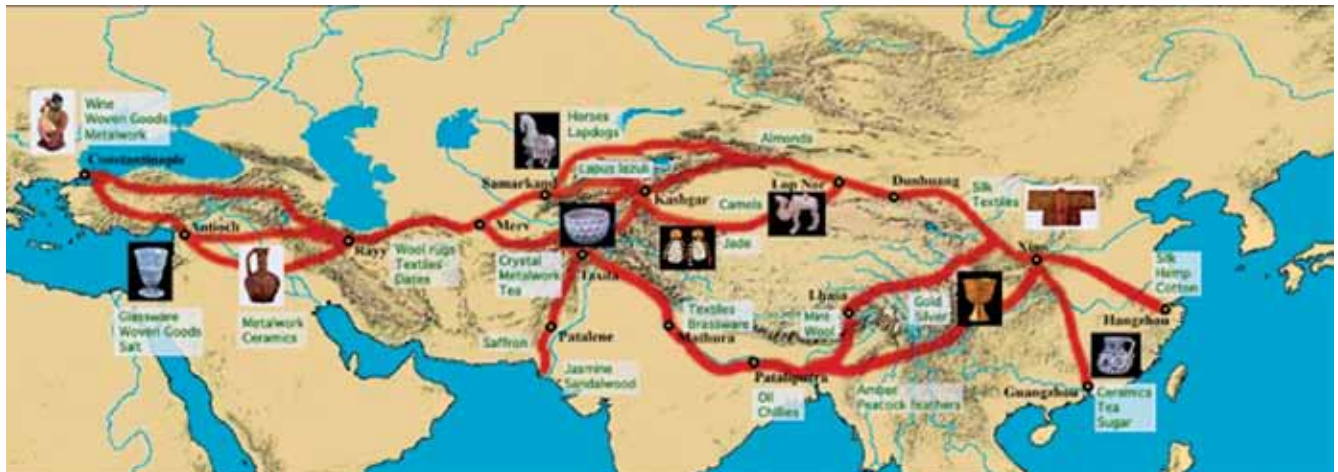 Wine
Woven Goods
Metalwork
Constantinople
Antioch
Glassware
Woven Goods
Salt
Metalwork
Ceramics
Rayy
Wool rugs
Textiles
Dates
Merv
Samarkand
Horses
Lapdogs
Lapus lazuli
Kashgar
Almonds
Crystal
Metalwork
Tea
Taxila
Camels
Jade
Lap Nor
Dunhuang
Silk
Textiles
Xian
Silk
Hemp
Cotton
Hangzhou
Saffron
Patalene
Jasmine
Sandalwood
Textiles
Brassware
Mathura
Lhasa
Mint
Wool
Gold
Silver
Pataliputra
Oil
Chillies
Amber
Peacock feathers
Guangzhou
Ceramics
Tea
Sugar